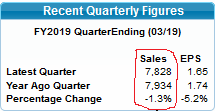 Recent Quarterly Figures
FY2019 QuarterEnding (03/19)
Sales EPS
Latest Quarter 7,828 1.65
Year Ago Quarter 7,934 1.74
Percentage Change -1.3% -5.2%